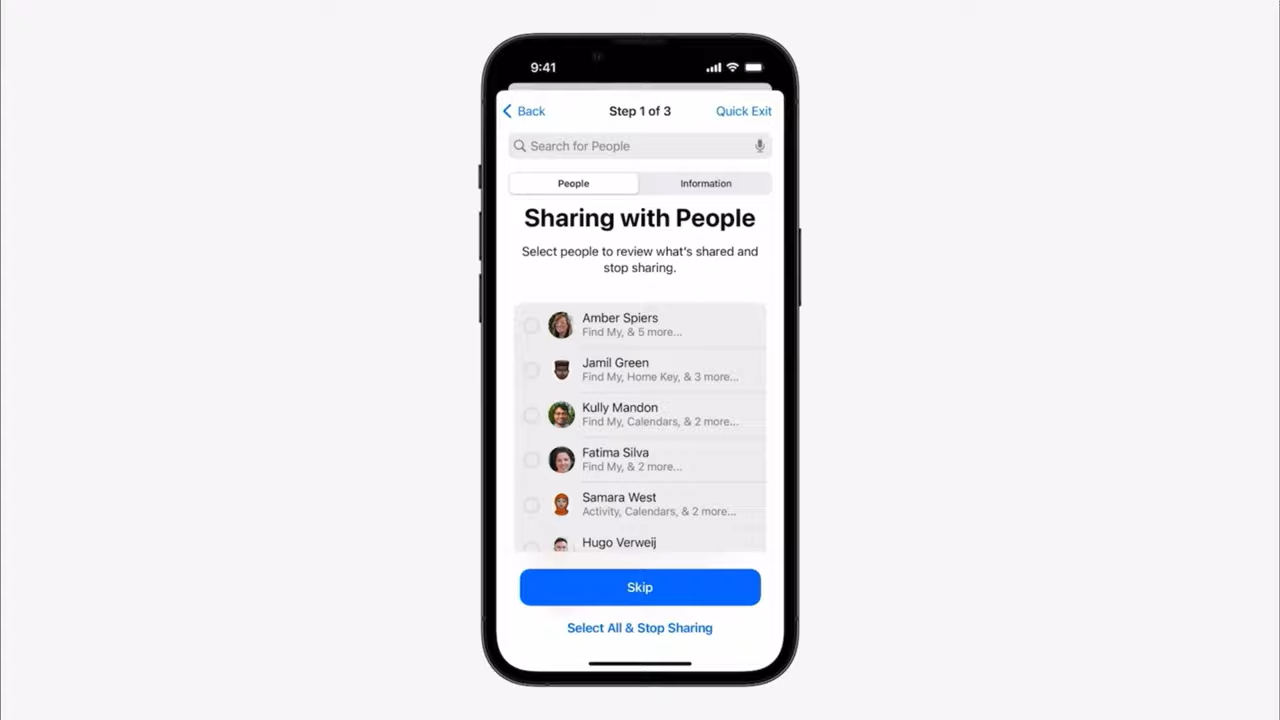 9:41
Back
Step 1 of 3
Quick Exit
Search for People
People
Information
Sharing with People
Select people to review what's shared and
stop sharing.
Amber Spiers
Find My, & 5 more...
Jamil Green
Find My, Home Key, & 3 more...
Kully Mandon
Find My, Calendars, & 2 more...
Fatima Silva
Find My, & 2 more...
Samara West
Activity, Calendars, & 2 more...
Hugo Verweij
Skip
Select All & Stop Sharing